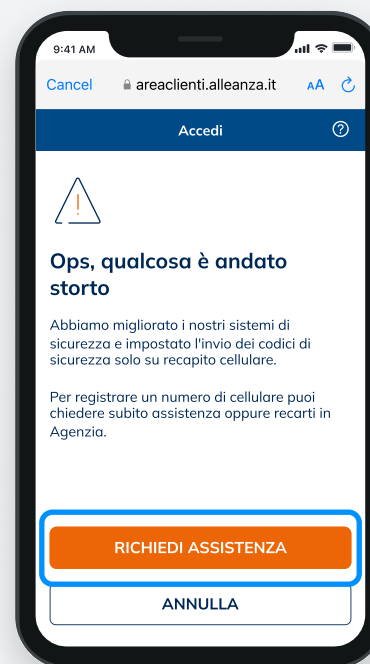 9:41 AM
Cancel areaclienti.alleanza.it AA
Accedi ?
!
Ops, qualcosa è andato
storto
Abbiamo migliorato i nostri sistemi di
sicurezza e impostato l'invio dei codici di
sicurezza solo su recapito cellulare.
Per registrare un numero di cellulare puoi
chiedere subito assistenza oppure recarti in
Agenzia.
RICHIEDI ASSISTENZA
ANNULLA